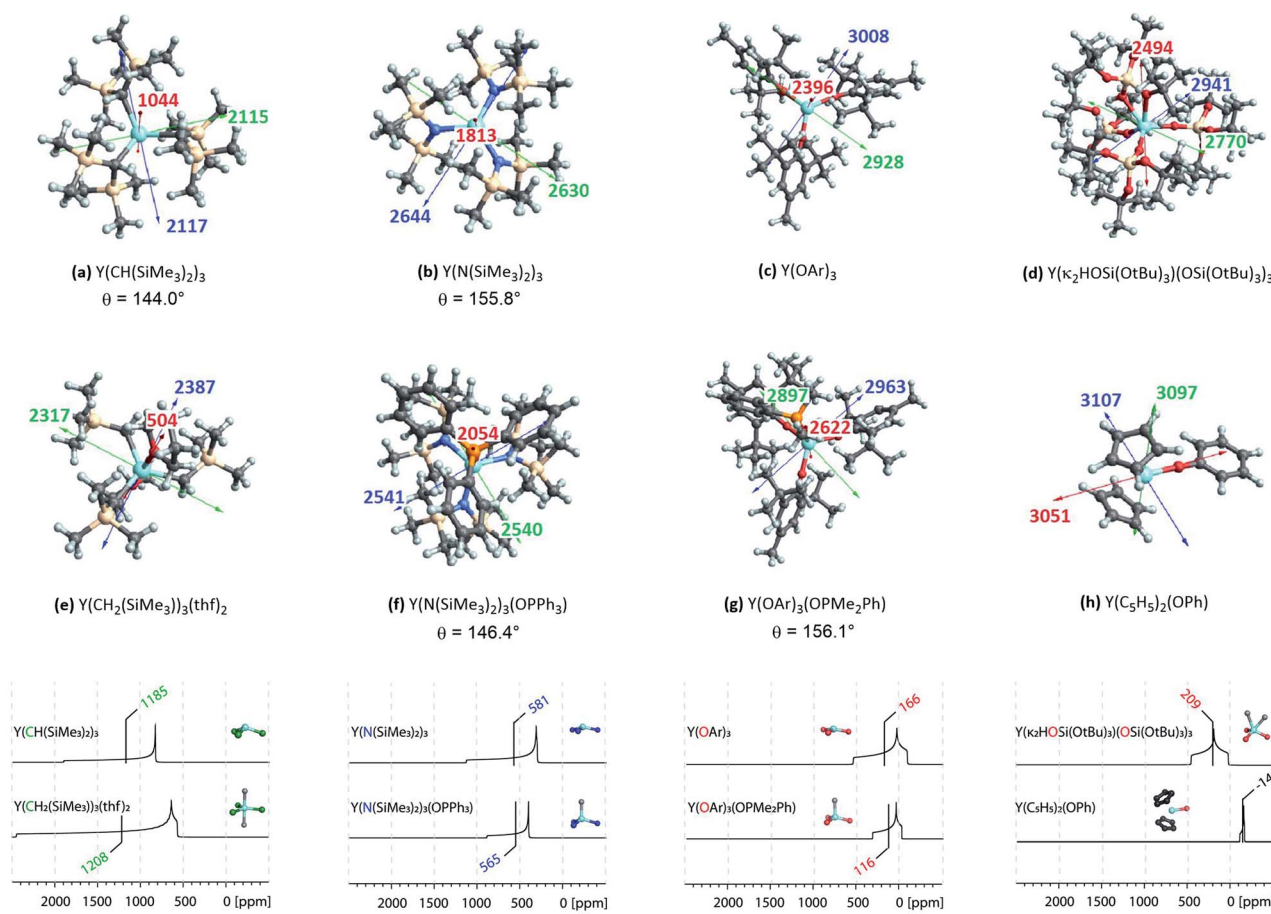 1044
2115
2117
(a) Y(CH(SiMe₃)₂)₃
θ = 144.0°
1813
2630
2644
(b) Y(N(SiMe₃)₂)₃
θ = 155.8°
3008
2396
2928
(c) Y(OAr)₃
2494
2941
2770
(d) Y(κ₂HOSi(OtBu)₃)(OSi(OtBu)₃)₃
2387
2317
504
(e) Y(CH₂(SiMe₃))₃(thf)₂
2054
2541
2540
(f) Y(N(SiMe₃)₂)₃(OPPh₃)
θ = 146.4°
2897
2963
2622
(g) Y(OAr)₃(OPMe₂Ph)
θ = 156.1°
3107
3097
3051
(h) Y(C₅H₅)₂(OPh)
1185
Y(CH(SiMe₃)₂)₃
Y(CH₂(SiMe₃))₃(thf)₂
1208
2000 1500 1000 500 0 [ppm]
581
Y(N(SiMe₃)₂)₃
Y(N(SiMe₃)₂)₃(OPPh₃)
565
2000 1500 1000 500 0 [ppm]
166
Y(OAr)₃
Y(OAr)₃(OPMe₂Ph)
116
2000 1500 1000 500 0 [ppm]
209
Y(κ₂HOSi(OtBu)₃)(OSi(OtBu)₃)₃
Y(C₅H₅)₂(OPh)
2000 1500 1000 500 0 [ppm]